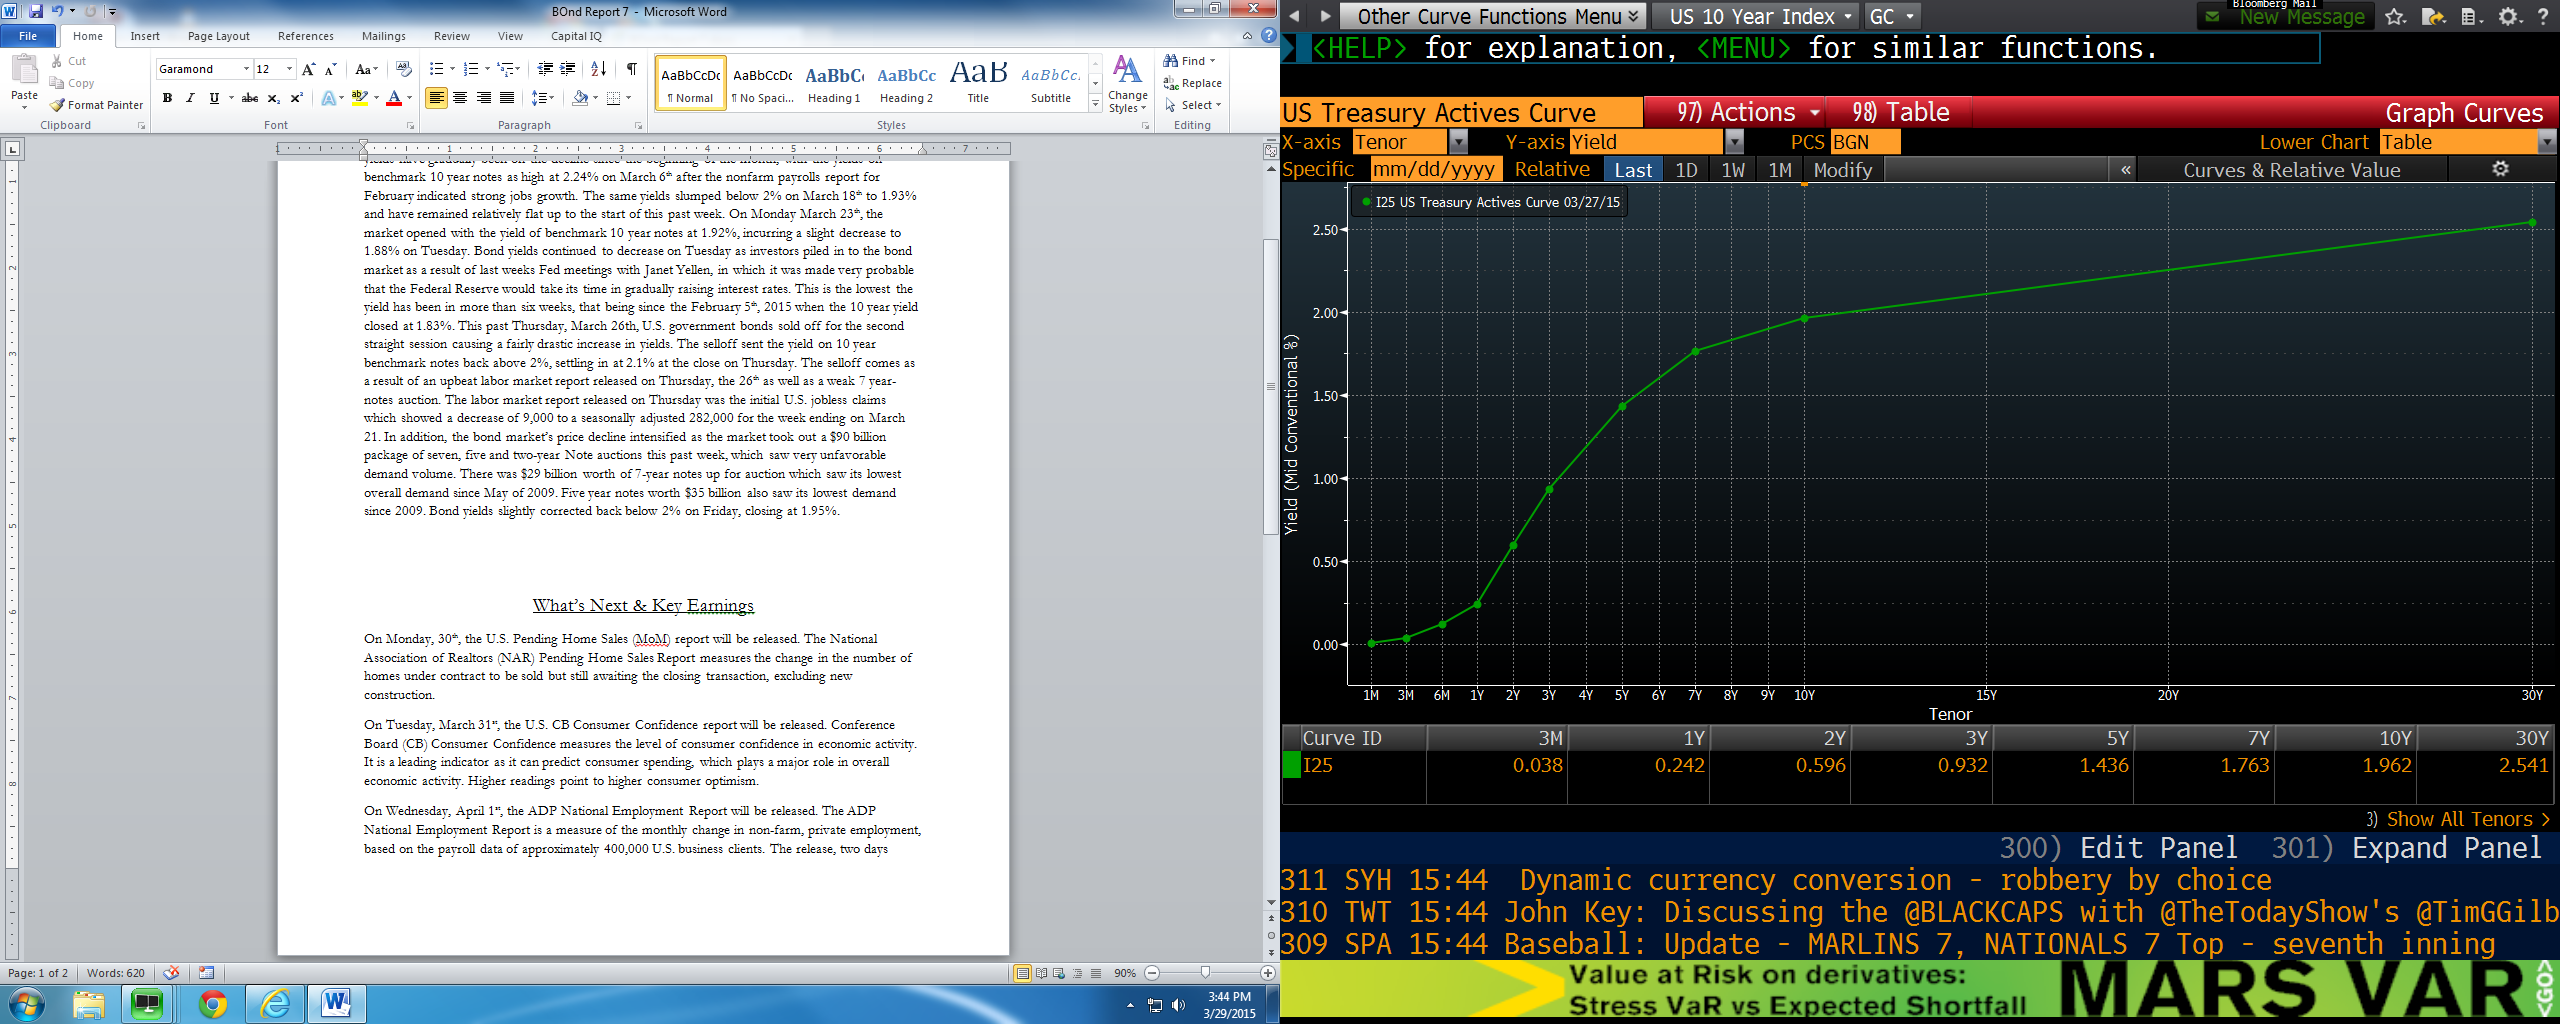 BOnd Report 7 - Microsoft Word
File Home Insert Page Layout References Mailings Review View Capital IQ
Paste
Cut
Copy
Format Painter
Clipboard
Garamond 12
Font
Paragraph
AaBbCcDc AaBbCcDc AaBbC AaBbCc AaB AaBbCc.
¶ Normal ¶ No Spaci... Heading 1 Heading 2 Title Subtitle
Change Styles
Styles
Find
Replace
Select
Editing
yields have gradually been on the decline since the beginning of the month, with the yields on
benchmark 10 year notes as high at 2.24% on March 6th after the nonfarm payrolls report for
February indicated strong jobs growth. The same yields slumped below 2% on March 18th to 1.93%
and have remained relatively flat up to the start of this past week. On Monday March 23rd, the
market opened with the yield of benchmark 10 year notes at 1.92%, incurring a slight decrease to
1.88% on Tuesday. Bond yields continued to decrease on Tuesday as investors piled in to the bond
market as a result of last weeks Fed meetings with Janet Yellen, in which it was made very probable
that the Federal Reserve would take its time in gradually raising interest rates. This is the lowest the
yield has been in more than six weeks, that being since the February 5th, 2015 when the 10 year yield
closed at 1.83%. This past Thursday, March 26th, U.S. government bonds sold off for the second
straight session causing a fairly drastic increase in yields. The selloff sent the yield on 10 year
benchmark notes back above 2%, settling in at 2.1% at the close on Thursday. The selloff comes as
a result of an upbeat labor market report released on Thursday, the 26th as well as a weak 7 year-
notes auction. The labor market report released on Thursday was the initial U.S. jobless claims
which showed a decrease of 9,000 to a seasonally adjusted 282,000 for the week ending on March
21. In addition, the bond market's price decline intensified as the market took out a $90 billion
package of seven, five and two-year Note auctions this past week, which saw very unfavorable
demand volume. There was $29 billion worth of 7-year notes up for auction which saw its lowest
overall demand since May of 2009. Five year notes worth $35 billion also saw its lowest demand
since 2009. Bond yields slightly corrected back below 2% on Friday, closing at 1.95%.
What's Next & Key Earnings
On Monday, 30th, the U.S. Pending Home Sales (MoM) report will be released. The National
Association of Realtors (NAR) Pending Home Sales Report measures the change in the number of
homes under contract to be sold but still awaiting the closing transaction, excluding new
construction.
On Tuesday, March 31st, the U.S. CB Consumer Confidence report will be released. Conference
Board (CB) Consumer Confidence measures the level of consumer confidence in economic activity.
It is a leading indicator as it can predict consumer spending, which plays a major role in overall
economic activity. Higher readings point to higher consumer optimism.
On Wednesday, April 1st, the ADP National Employment Report will be released. The ADP
National Employment Report is a measure of the monthly change in non-farm, private employment,
based on the payroll data of approximately 400,000 U.S. business clients. The release, two days
Page: 1 of 2 Words: 620 90%
3:44 PM
3/29/2015
Other Curve Functions Menu US 10 Year Index GC
Bloomberg Mail
New Message
<HELP> for explanation, <MENU> for similar functions.
US Treasury Actives Curve 97) Actions 98) Table Graph Curves
X-axis Tenor Y-axis Yield PCS BGN Lower Chart Table
Specific mm/dd/yyyy Relative Last 1D 1W 1M Modify « Curves & Relative Value
I25 US Treasury Actives Curve 03/27/15
Yield (Mid Conventional %)
2.50
2.00
1.50
1.00
0.50
0.00
1M 3M 6M 1Y 2Y 3Y 4Y 5Y 6Y 7Y 8Y 9Y 10Y 15Y 20Y 30Y
Tenor
Curve ID 3M 1Y 2Y 3Y 5Y 7Y 10Y 30Y
I25 0.038 0.242 0.596 0.932 1.436 1.763 1.962 2.541
3) Show All Tenors >
300) Edit Panel 301) Expand Panel
311 SYH 15:44 Dynamic currency conversion - robbery by choice
310 TWT 15:44 John Key: Discussing the @BLACKCAPS with @TheTodayShow's @TimGGilb
309 SPA 15:44 Baseball: Update - MARLINS 7, NATIONALS 7 Top - seventh inning
Value at Risk on derivatives:
Stress VaR vs Expected Shortfall
MARS VAR <GO>